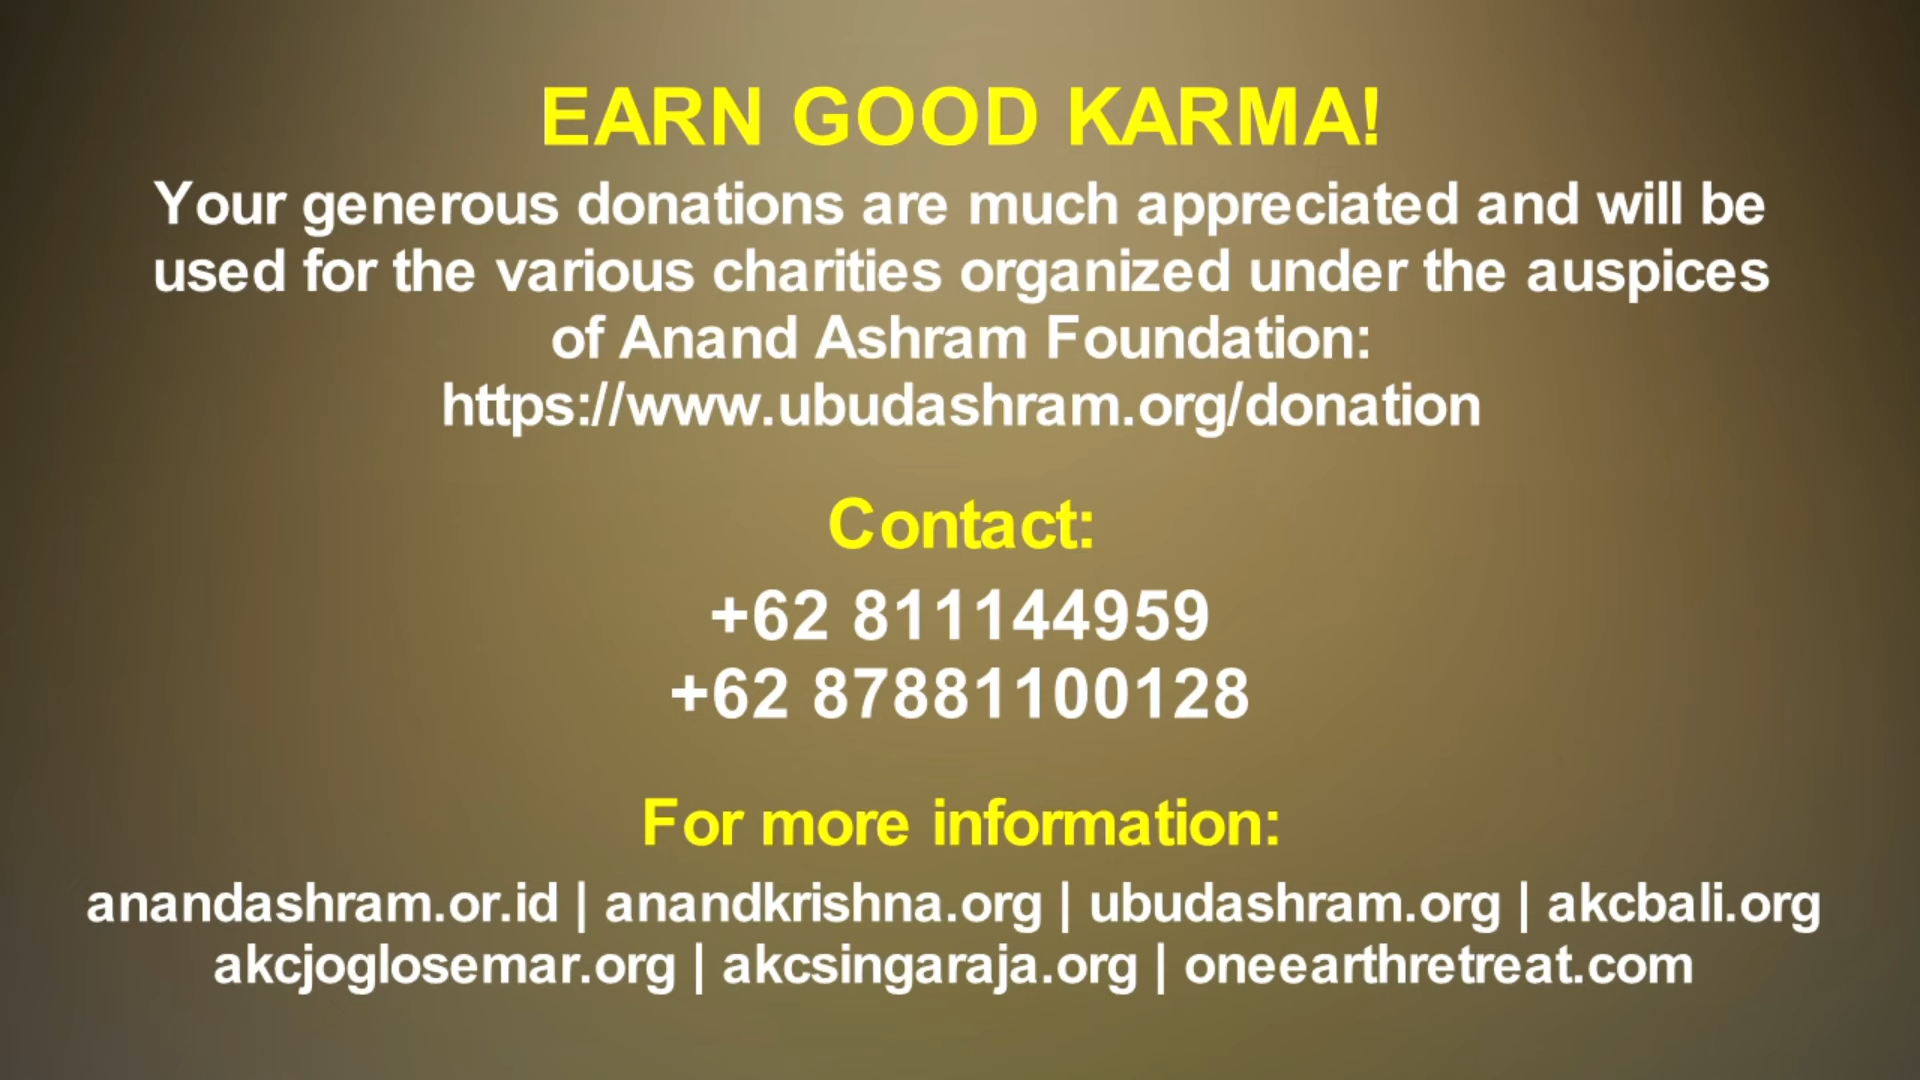 EARN GOOD KARMA!
Your generous donations are much appreciated and will be
used for the various charities organized under the auspices
of Anand Ashram Foundation:
https://www.ubudashram.org/donation
Contact:
+62 811144959
+62 87881100128
For more information:
anandashram.or.id | anandkrishna.org | ubudashram.org | akcbali.org
akcjoglosemar.org | akcsingaraja.org | oneearthretreat.com